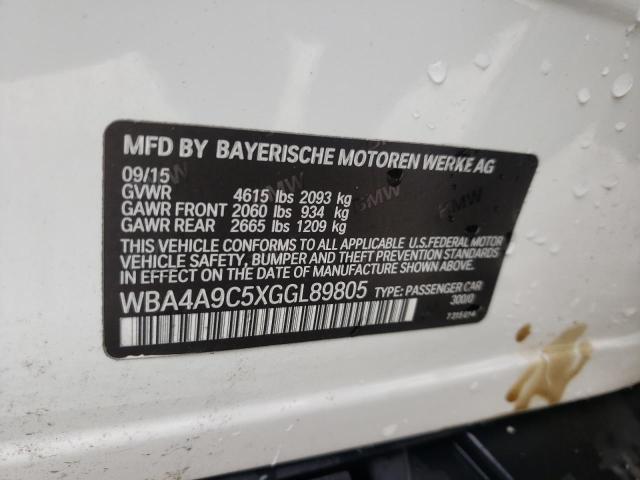 MFD BY BAYERISCHE MOTOREN WERKE AG
09/15
GVWR 4615 lbs 2093 kg
GAWR FRONT 2060 lbs 934 kg
GAWR REAR 2665 lbs 1209 kg
THIS VEHICLE CONFORMS TO ALL APPLICABLE U.S.FEDERAL MOTOR
VEHICLE SAFETY, BUMPER AND THEFT PREVENTION STANDARDS
IN EFFECT ON THE DATE OF MANUFACTURE SHOWN ABOVE.
WBA4A9C5XGGL89805 TYPE: PASSENGER CAR
300/0